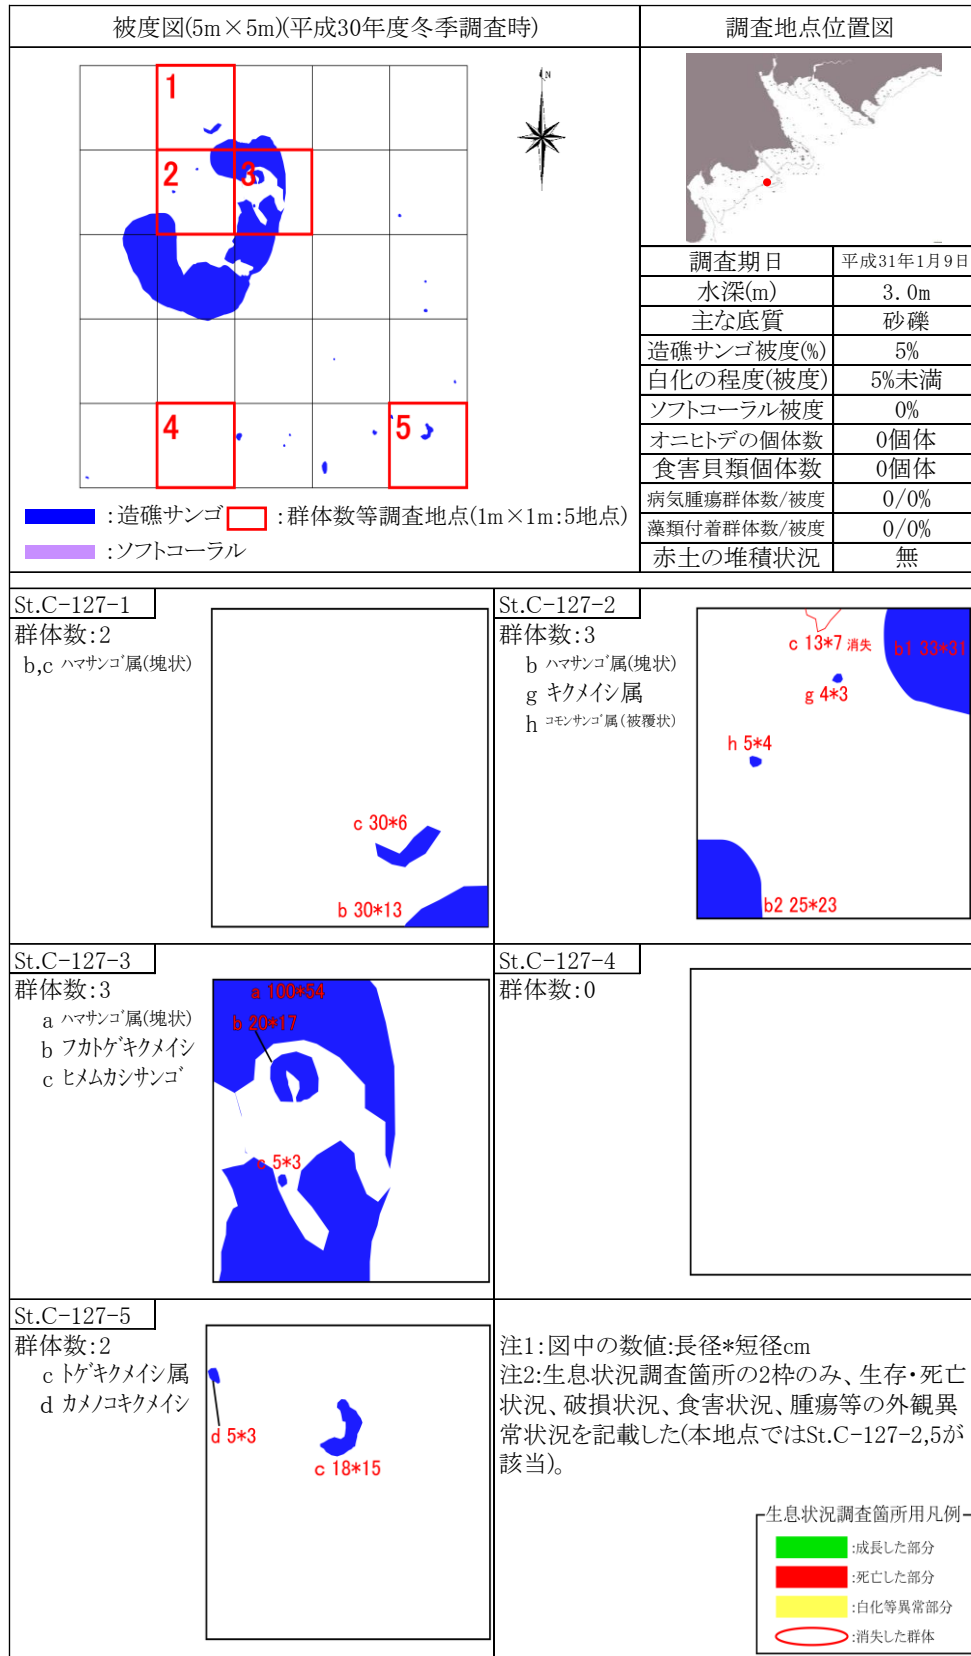 被度図(5m×5m)(平成30年度冬季調査時)
調査地点位置図
N
1
2
3
4
5
:造礁サンゴ
:群体数等調査地点(1m×1m:5地点)
:ソフトコーラル
調査期日 平成31年1月9日
水深(m) 3.0m
主な底質 砂礫
造礁サンゴ被度(%) 5%
白化の程度(被度) 5%未満
ソフトコーラル被度 0%
オニヒトデの個体数 0個体
食害貝類個体数 0個体
病気腫瘍群体数/被度 0/0%
藻類付着群体数/被度 0/0%
赤土の堆積状況 無
St.C-127-1
群体数:2
b,c ハマサンゴ属(塊状)
c 30*6
b 30*13
St.C-127-2
群体数:3
b ハマサンゴ属(塊状)
g キクメイシ属
h コモンサンゴ属(被覆状)
c 13*7 消失
b1 33*31
g 4*3
h 5*4
b2 25*23
St.C-127-3
群体数:3
a ハマサンゴ属(塊状)
b フカトゲキクメイシ
c ヒメムカシサンゴ
a 100*54
b 20*17
c 5*3
St.C-127-4
群体数:0
St.C-127-5
群体数:2
c トゲキクメイシ属
d カメノコキクメイシ
d 5*3
c 18*15
注1:図中の数値:長径*短径cm
注2:生息状況調査箇所の2枠のみ、生存・死亡
状況、破損状況、食害状況、腫瘍等の外観異
常状況を記載した(本地点ではSt.C-127-2,5が
該当)。
生息状況調査箇所用凡例
:成長した部分
:死亡した部分
:白化等異常部分
:消失した群体